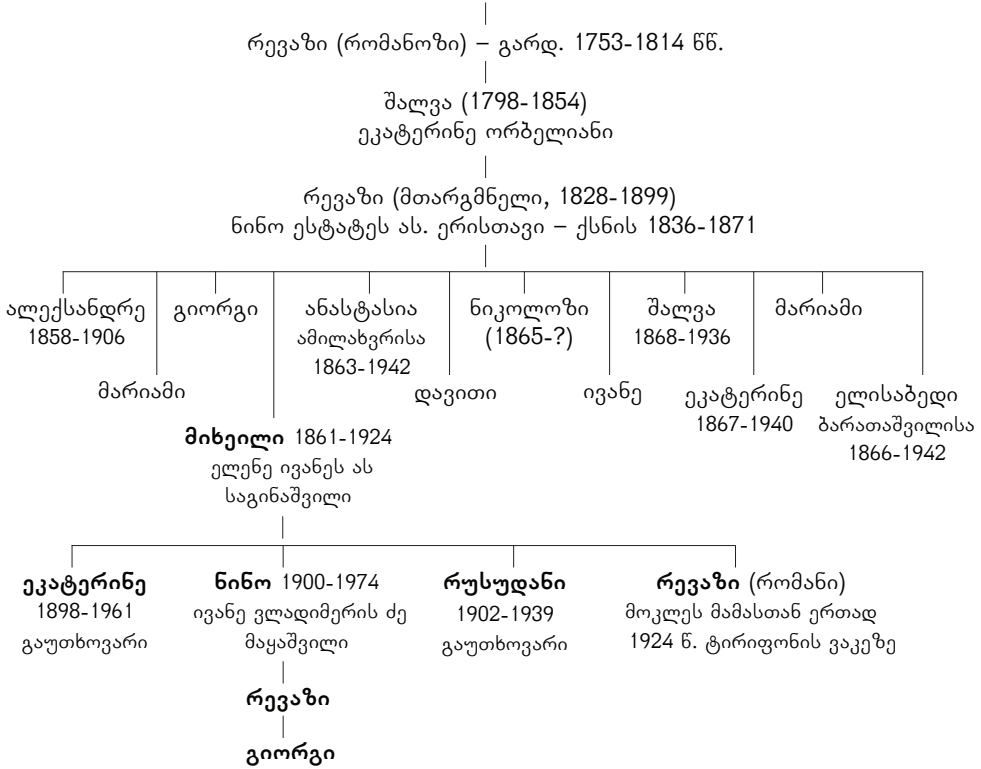 რევაზი (რომანოზი) – გარდ. 1753-1814 წწ.
შალვა (1798-1854)
ეკატერინე ორბელიანი
რევაზი (მთარგმნელი, 1828-1899)
ნინო ესტატეს ას. ერისთავი – ქსნის 1836-1871
ალექსანდრე
1858-1906
მარიამი
გიორგი
მიხეილი 1861-1924
ელენე ივანეს ას
საგინაშვილი
ანასტასია
ამილახვრისა
1863-1942
დავითი
ნიკოლოზი
(1865-?)
ივანე
შალვა
1868-1936
ეკატერინე
1867-1940
მარიამი
ელისაბედი
ბარათაშვილისა
1866-1942
ეკატერინე
1898-1961
გაუთხოვარი
ნინო 1900-1974
ივანე ვლადიმერის ძე
მაყაშვილი
რევაზი
გიორგი
რუსუდანი
1902-1939
გაუთხოვარი
რევაზი (რომანი)
მოკლეს მამასთან ერთად
1924 წ. ტირიფონის ვაკეზე